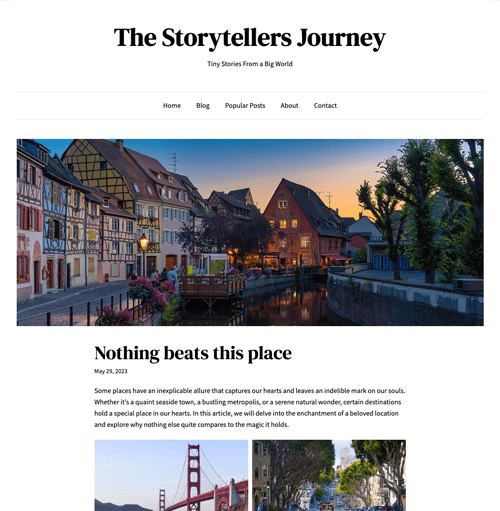 The Storytellers Journey
Tiny Stories From a Big World
Home Blog Popular Posts About Contact
Nothing beats this place
May 29, 2023
Some places have an inexplicable allure that captures our hearts and leaves an indelible mark on our souls.
Whether it's a quaint seaside town, a bustling metropolis, or a serene natural wonder, certain destinations
hold a special place in our hearts. In this article, we will delve into the enchantment of a beloved location
and explore why nothing else quite compares to the magic it holds.